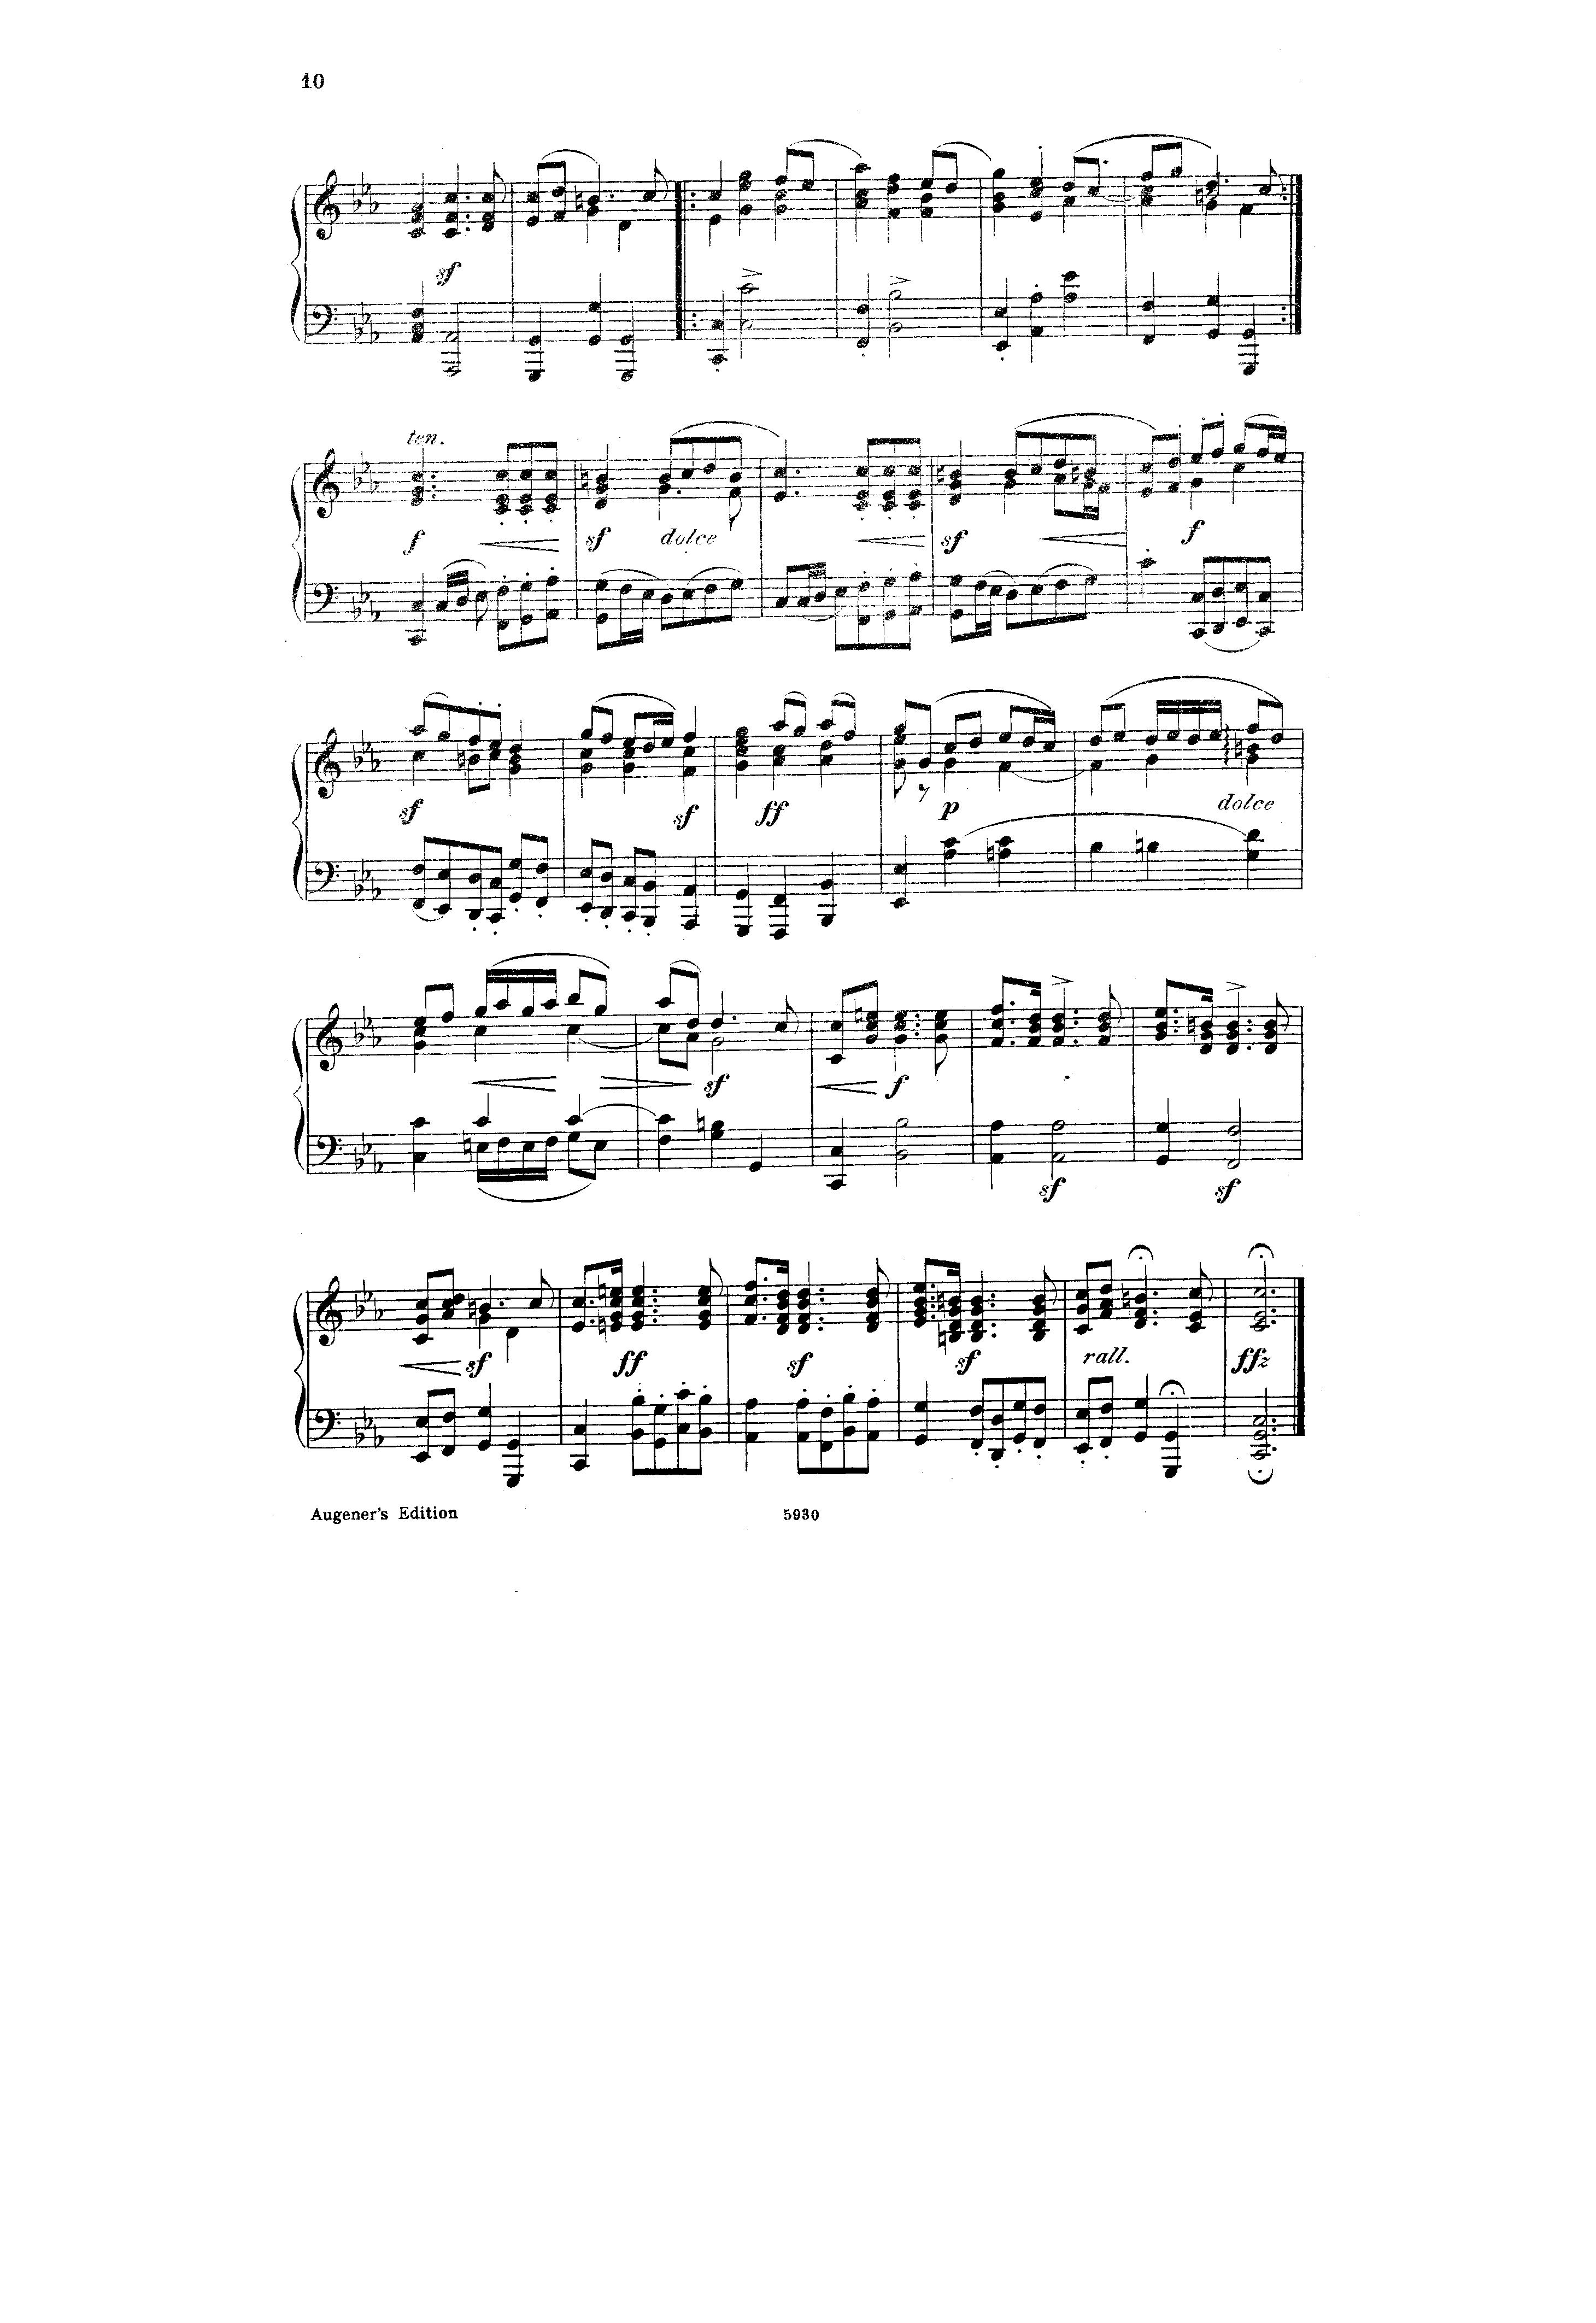 10
sf
ten.
f sf dolce sf f
sf sf ff p dolce
sf f
sf sf
sf ff sf sf rall. ffz
Augener's Edition 5930